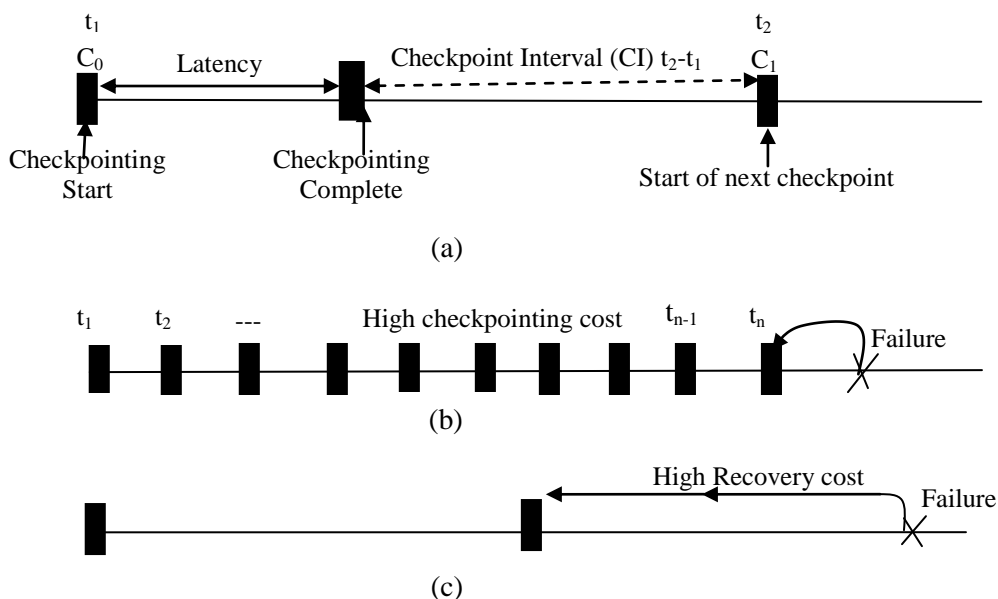 t₁ t₂
C₀ Latency Checkpoint Interval (CI) t₂-t₁ C₁
Checkpointing
Start
Checkpointing
Complete
Start of next checkpoint
(a)
t₁ t₂ --- High checkpointing cost tₙ₋₁ tₙ
Failure
(b)
High Recovery cost
Failure
(c)